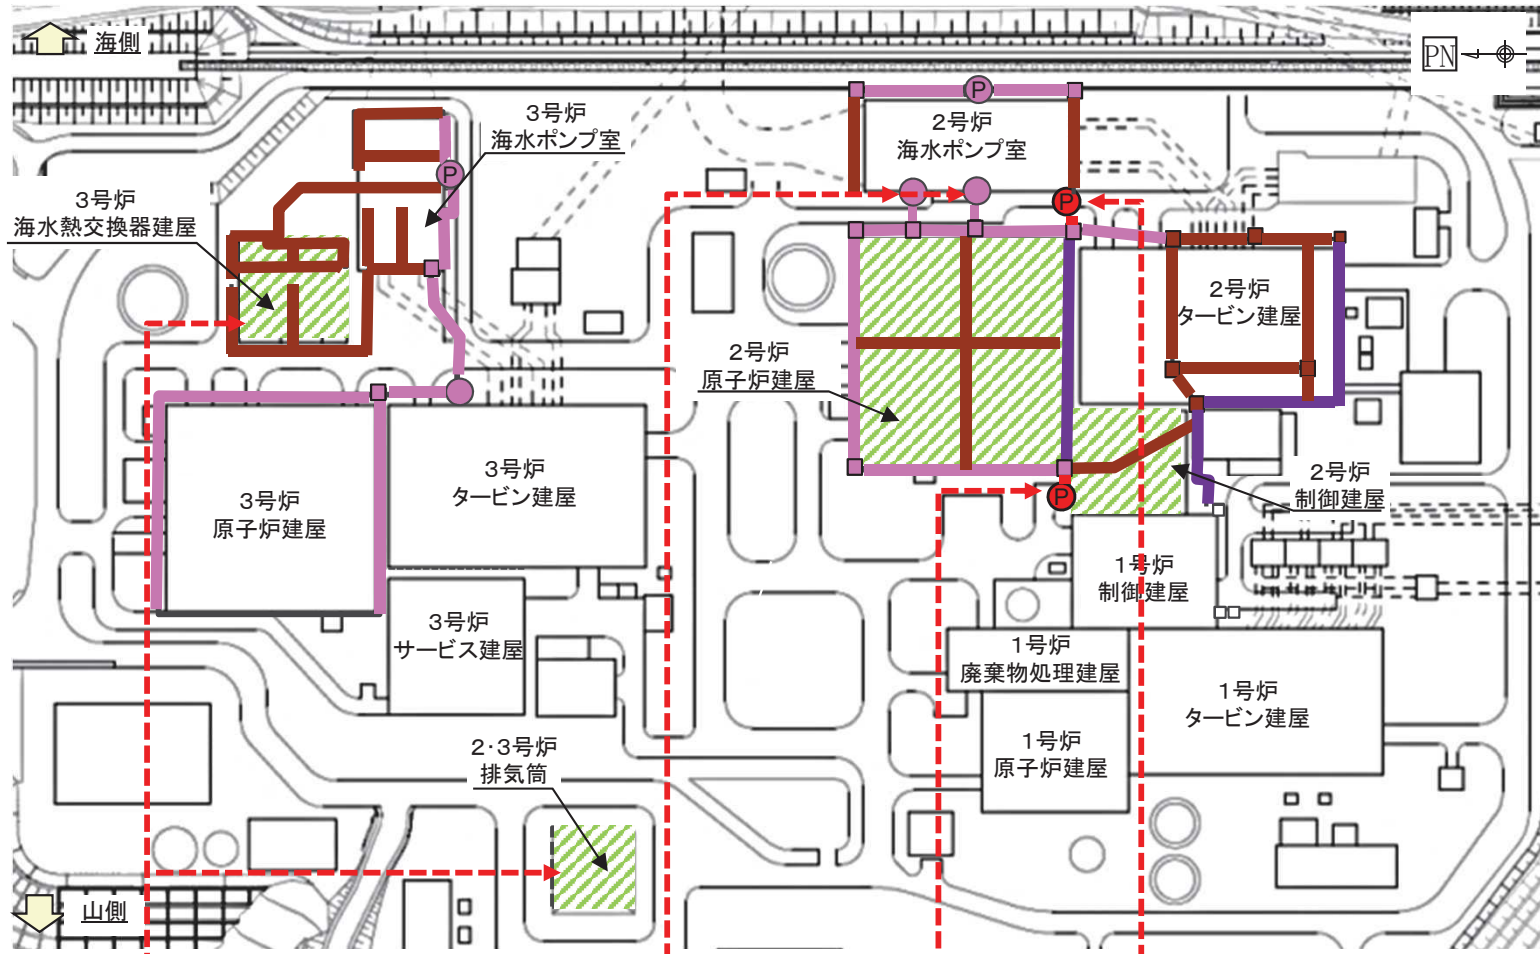 海側
PN
3号炉
海水ポンプ室
P
2号炉
海水ポンプ室
P
3号炉
海水熱交換器建屋
P
2号炉
タービン建屋
2号炉
原子炉建屋
3号炉
タービン建屋
3号炉
原子炉建屋
2号炉
制御建屋
P
1号炉
制御建屋
3号炉
サービス建屋
1号炉
廃棄物処理建屋
1号炉
タービン建屋
1号炉
原子炉建屋
2・3号炉
排気筒
山側